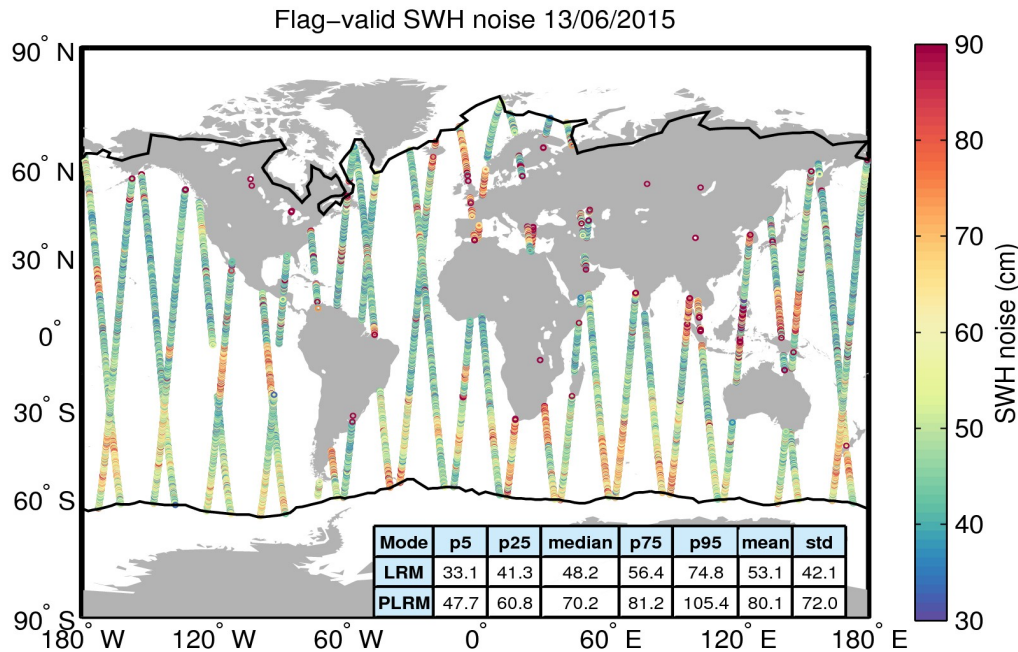 Flag−valid SWH noise 13/06/2015
90° N
60° N
30° N
0°
30° S
60° S
90° S
180° W
120° W
60° W
0°
60° E
120° E
180° E
90
80
70
60
50
40
30
SWH noise (cm)
Mode p5 p25 median p75 p95 mean std
LRM 33.1 41.3 48.2 56.4 74.8 53.1 42.1
PLRM 47.7 60.8 70.2 81.2 105.4 80.1 72.0